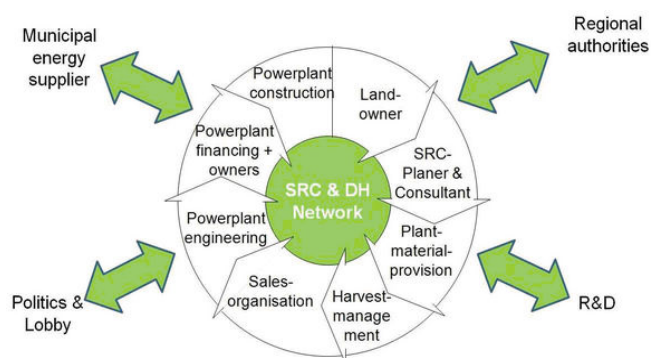 Municipal
energy
supplier
Regional
authorities
Powerplant
construction
Land-
owner
Powerplant
financing +
owners
SRC-
Planer &
Consultant
SRC & DH
Network
Powerplant
engineering
Plant-
material-
provision
Sales-
organisation
Harvest-
manage
ment
Politics &
Lobby
R&D